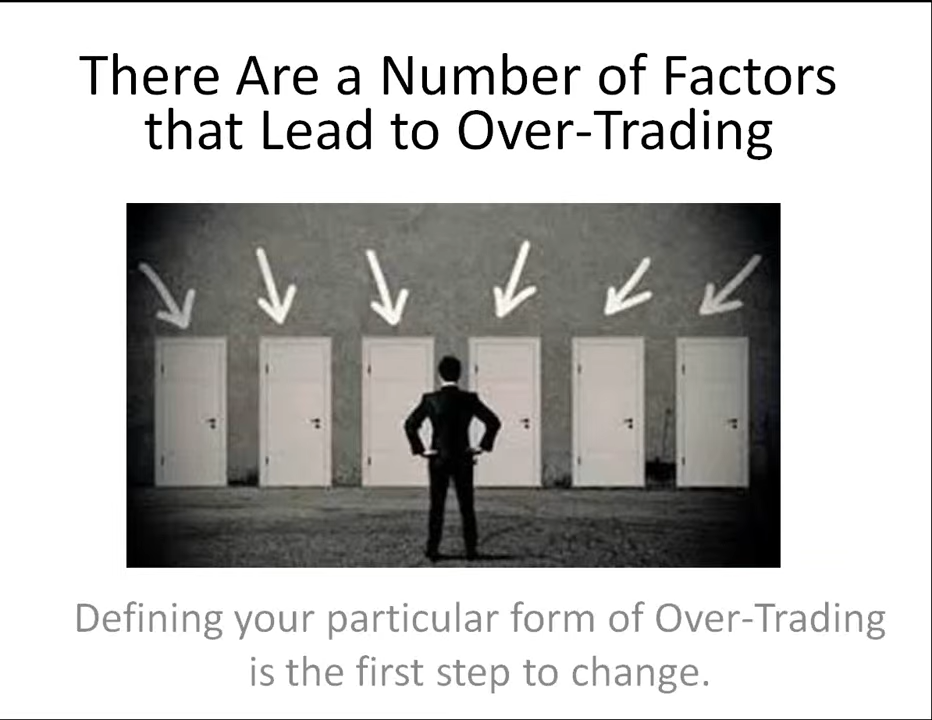 There Are a Number of Factors
that Lead to Over-Trading
Defining your particular form of Over-Trading
is the first step to change.